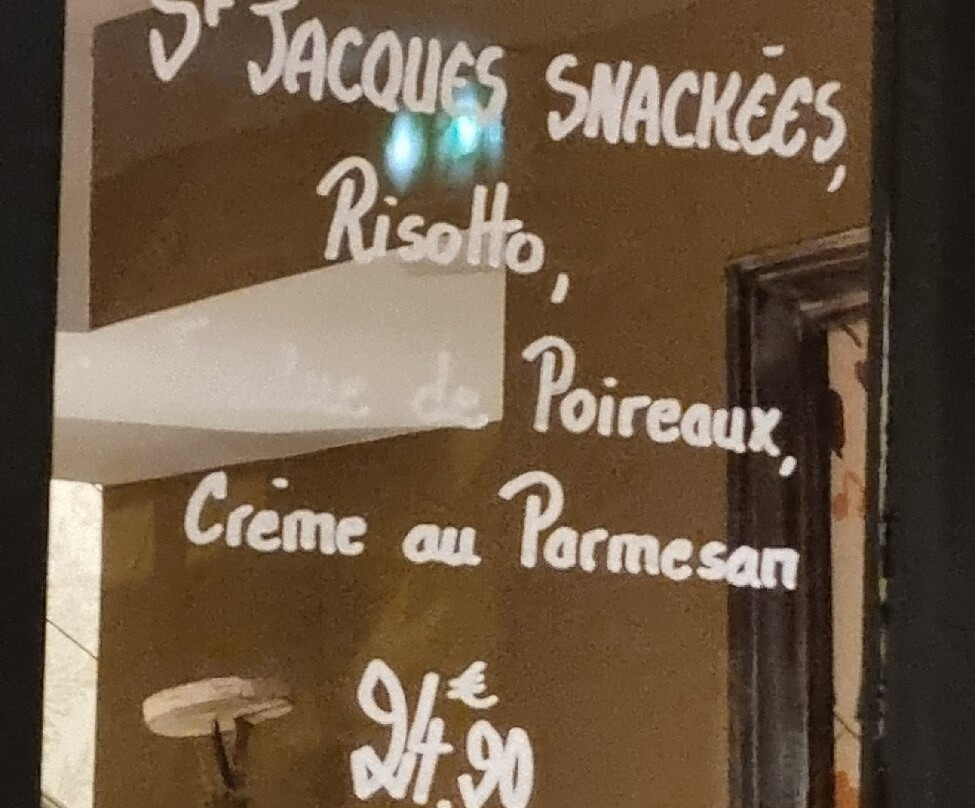 St JACQUES SNACKÉES,
Risotto,
de Poireaux,
Crème au Parmesan
24€90